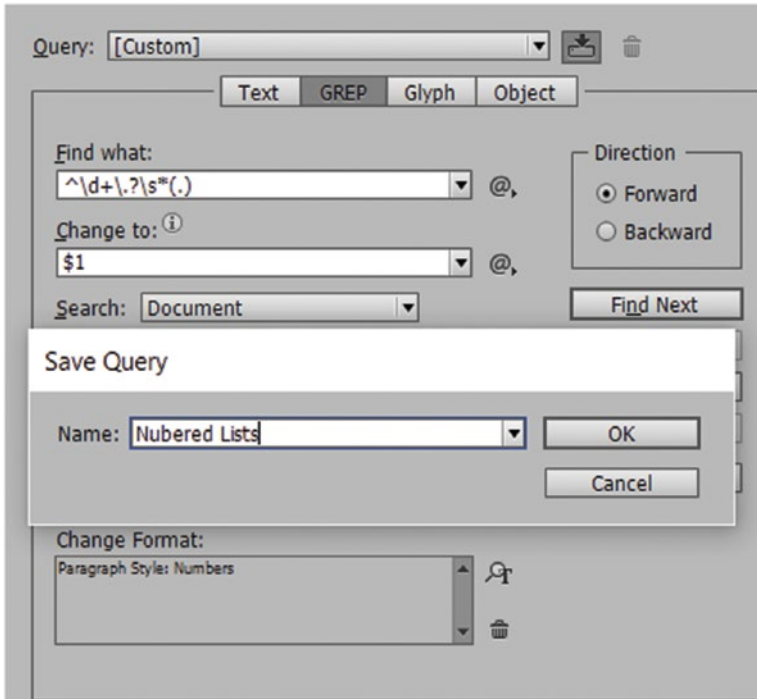 Query: [Custom]
Text GREP Glyph Object
Find what:
^\d+\.?\s*(.)
@,
Change to:
$1
@,
Search: Document
Direction
Forward
Backward
Find Next
Save Query
Name: Nubered Lists
OK
Cancel
Change Format:
Paragraph Style: Numbers